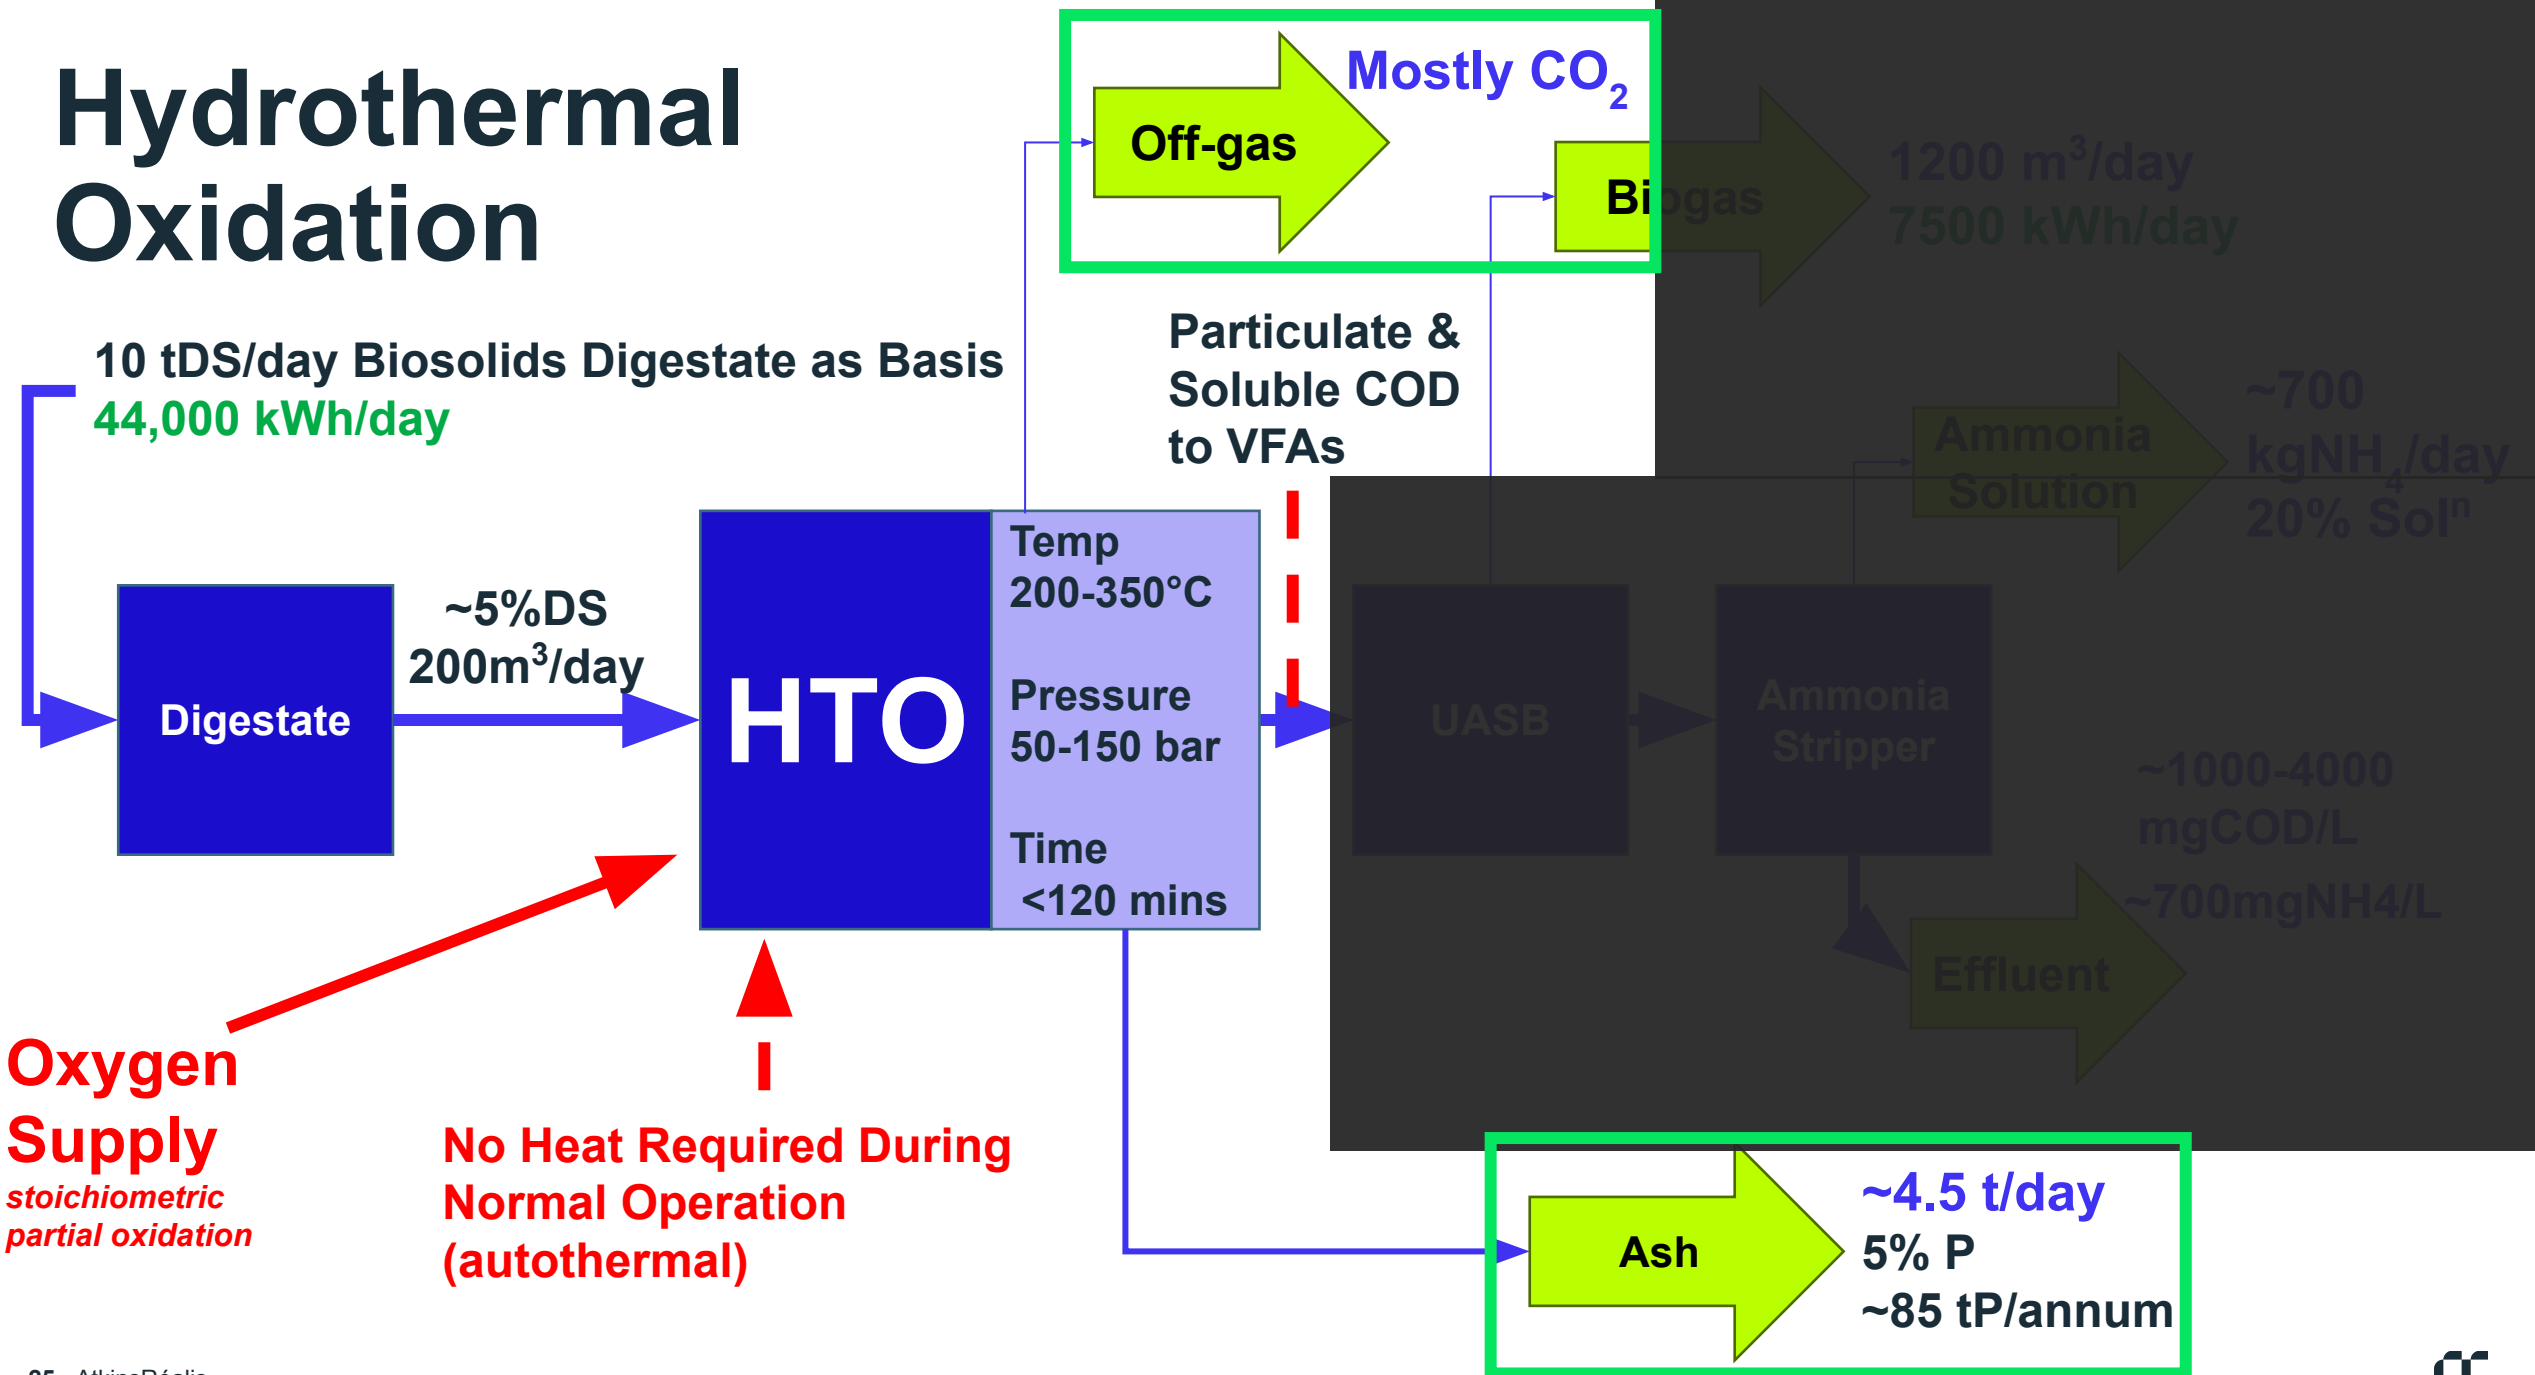 Hydrothermal
Oxidation
Off-gas
Mostly CO₂
Biogas
1200 m³/day
7500 kWh/day
10 tDS/day Biosolids Digestate as Basis
44,000 kWh/day
Particulate &
Soluble COD
to VFAs
Ammonia
Solution
~700
kgNH₄/day
20% Solⁿ
Digestate
~5%DS
200m³/day
HTO
Temp
200-350°C
Pressure
50-150 bar
Time
<120 mins
UASB
Ammonia
Stripper
~1000-4000
mgCOD/L
~700mgNH4/L
Effluent
Oxygen
Supply
stoichiometric
partial oxidation
No Heat Required During
Normal Operation
(autothermal)
Ash
~4.5 t/day
5% P
~85 tP/annum